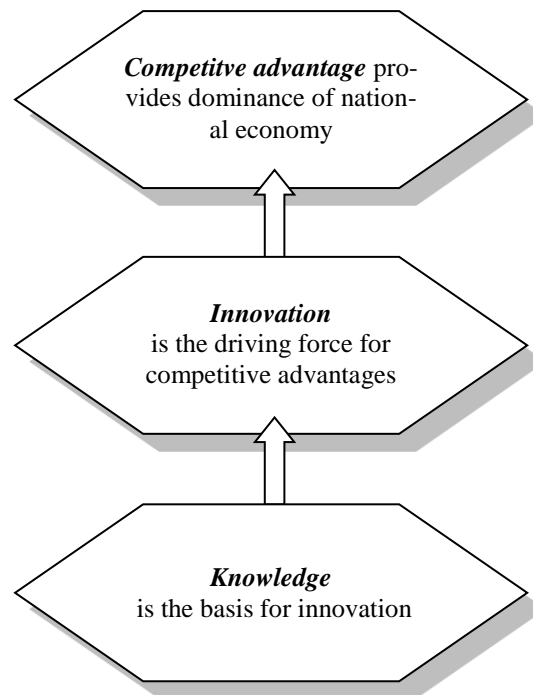 Competitve advantage pro-
vides dominance of nation-
al economy
Innovation
is the driving force for
competitive advantages
Knowledge
is the basis for innovation